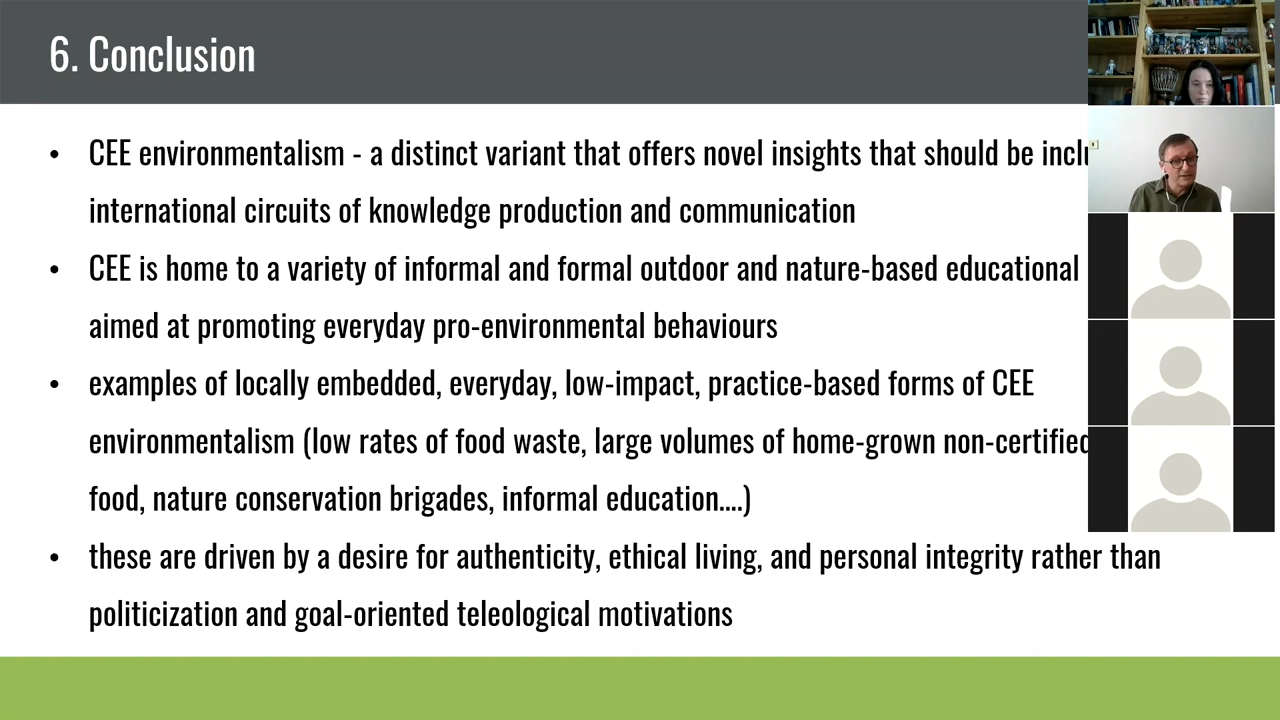 6. Conclusion
• CEE environmentalism - a distinct variant that offers novel insights that should be
international circuits of knowledge production and communication
• CEE is home to a variety of informal and formal outdoor and nature-based educational
aimed at promoting everyday pro-environmental behaviours
• examples of locally embedded, everyday, low-impact, practice-based forms of CEE
environmentalism (low rates of food waste, large volumes of home-grown non-certified
food, nature conservation brigades, informal education....)
• these are driven by a desire for authenticity, ethical living, and personal integrity rather than
politicization and goal-oriented teleological motivations